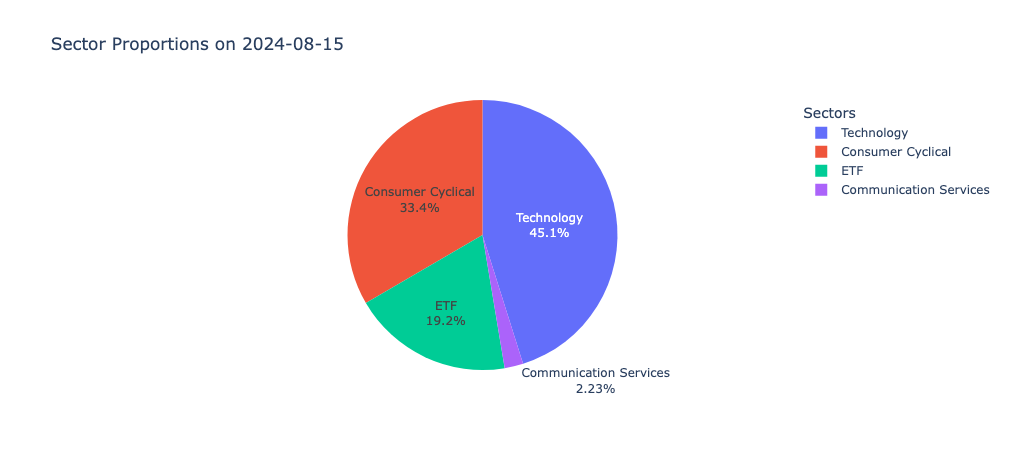 Sector Proportions on 2024-08-15
Sectors
Technology
Consumer Cyclical
ETF
Communication Services
Consumer Cyclical
33.4%
Technology
45.1%
ETF
19.2%
Communication Services
2.23%